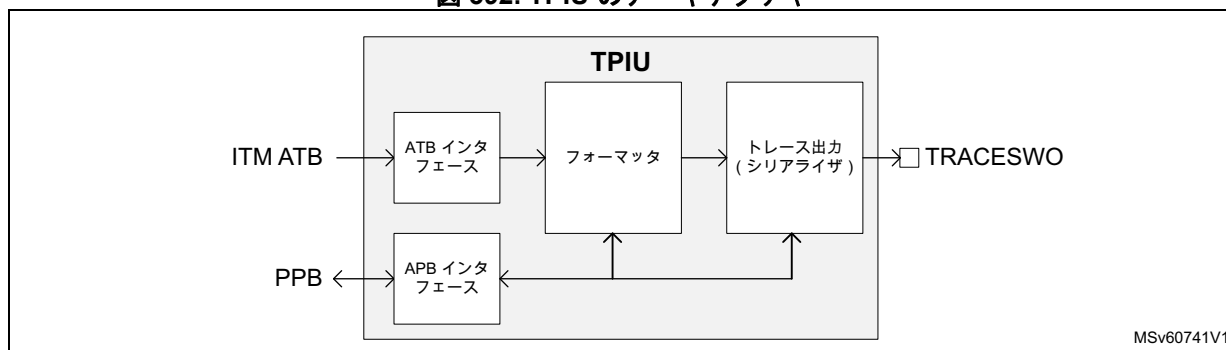 TPIU
ITM ATB
ATB インタ
フェース
フォーマッタ
トレース出力
( シリアライザ )
TRACESWO
PPB
APB インタ
フェース
MSv60741V1